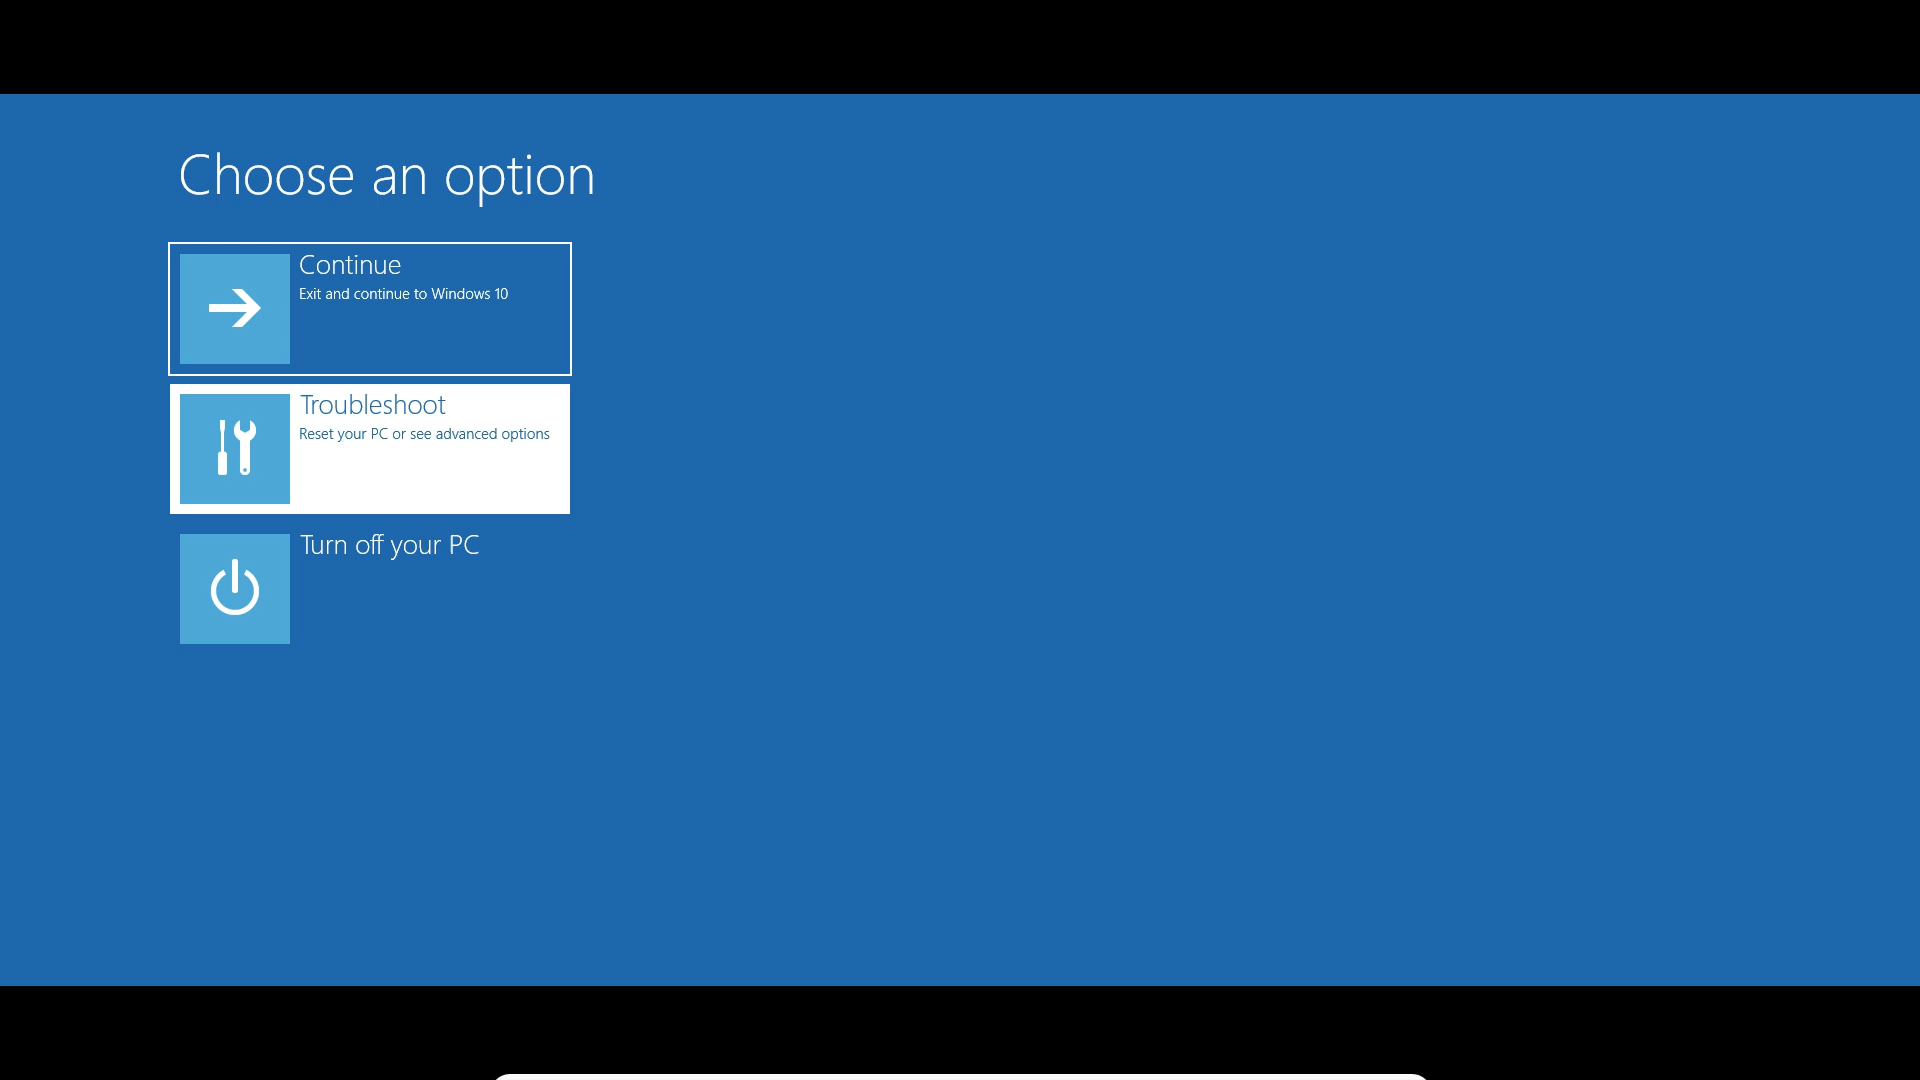 Choose an option
Continue
Exit and continue to Windows 10
Troubleshoot
Reset your PC or see advanced options
Turn off your PC